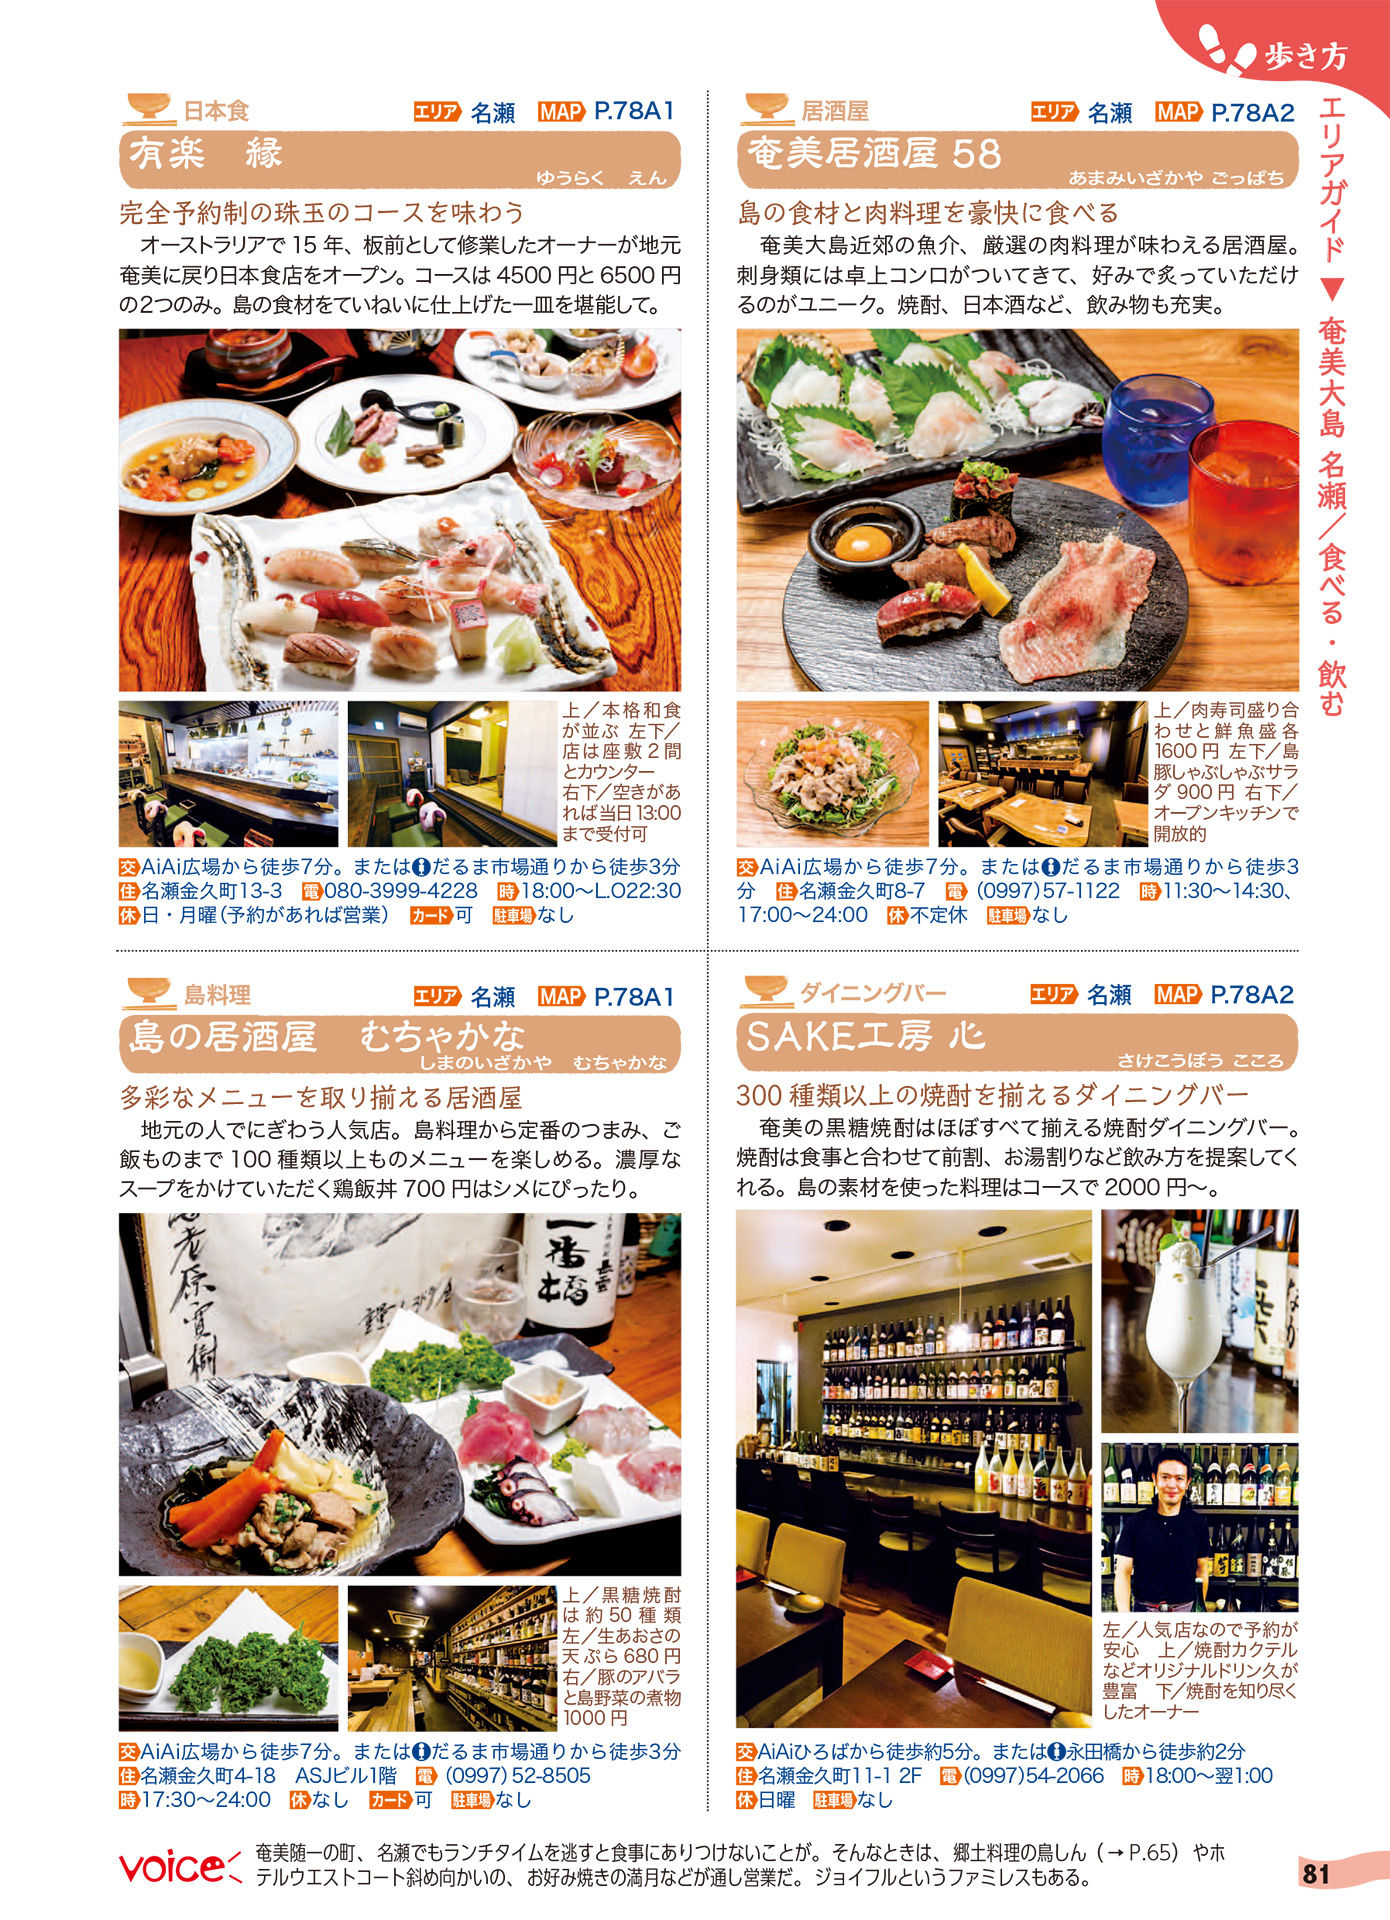 歩き方
エリアガイド ▼ 奄美大島 名瀬／食べる・飲む
日本食
エリア 名瀬 MAP P.78A1
有楽　縁
ゆうらく　えん
完全予約制の珠玉のコースを味わう
オーストラリアで15年、板前として修業したオーナーが地元
奄美に戻り日本食店をオープン。コースは4500円と6500円
の2つのみ。島の食材をていねいに仕上げた一皿を堪能して。
上／本格和食
が並ぶ 左下／
店は座敷2間
とカウンター
右下／空きがあ
れば当日13:00
まで受付可
交AiAi広場から徒歩7分。または だるま市場通りから徒歩3分
住名瀬金久町13-3 電080-3999-4228 時18:00〜L.O22:30
休日・月曜（予約があれば営業） カード可 駐車場なし
居酒屋
エリア 名瀬 MAP P.78A2
奄美居酒屋 58
あまみいざかや ごっぱち
島の食材と肉料理を豪快に食べる
奄美大島近郊の魚介、厳選の肉料理が味わえる居酒屋。
刺身類には卓上コンロがついてきて、好みで炙っていただけ
るのがユニーク。焼酎、日本酒など、飲み物も充実。
上／肉寿司盛り合
わせと鮮魚盛各
1600円 左下／島
豚しゃぶしゃぶサラ
ダ900円 右下／
オープンキッチンで
開放的
交AiAi広場から徒歩7分。または だるま市場通りから徒歩3
分 住名瀬金久町8-7 電（0997）57-1122 時11:30〜14:30、
17:00〜24:00 休不定休 駐車場なし
島料理
エリア 名瀬 MAP P.78A1
島の居酒屋　むちゃかな
しまのいざかや　むちゃかな
多彩なメニューを取り揃える居酒屋
地元の人でにぎわう人気店。島料理から定番のつまみ、ご
飯ものまで100種類以上ものメニューを楽しめる。濃厚な
スープをかけていただく鶏飯丼700円はシメにぴったり。
一番橋
上／黒糖焼酎
は約50種類
左／生あおさの
天ぷら680円
右／豚のアバラ
と島野菜の煮物
1000円
交AiAi広場から徒歩7分。または だるま市場通りから徒歩3分
住名瀬金久町4-18　ASJビル1階 電（0997）52-8505
時17:30〜24:00 休なし カード可 駐車場なし
ダイニングバー
エリア 名瀬 MAP P.78A2
SAKE工房 心
さけこうぼう こころ
300種類以上の焼酎を揃えるダイニングバー
奄美の黒糖焼酎はほぼすべて揃える焼酎ダイニングバー。
焼酎は食事と合わせて前割、お湯割りなど飲み方を提案してく
れる。島の素材を使った料理はコースで2000円〜。
左／人気店なので予約が
安心　上／焼酎カクテル
などオリジナルドリン久が
豊富　下／焼酎を知り尽く
したオーナー
交AiAiひろばから徒歩約5分。または 永田橋から徒歩約2分
住名瀬金久町11-1 2F 電（0997）54-2066 時18:00〜翌1:00
休日曜 駐車場なし
voice
奄美随一の町、名瀬でもランチタイムを逃すと食事にありつけないことが。そんなときは、郷土料理の鳥しん（→P.65）やホ
テルウエストコート斜め向かいの、お好み焼きの満月などが通し営業だ。ジョイフルというファミレスもある。
81